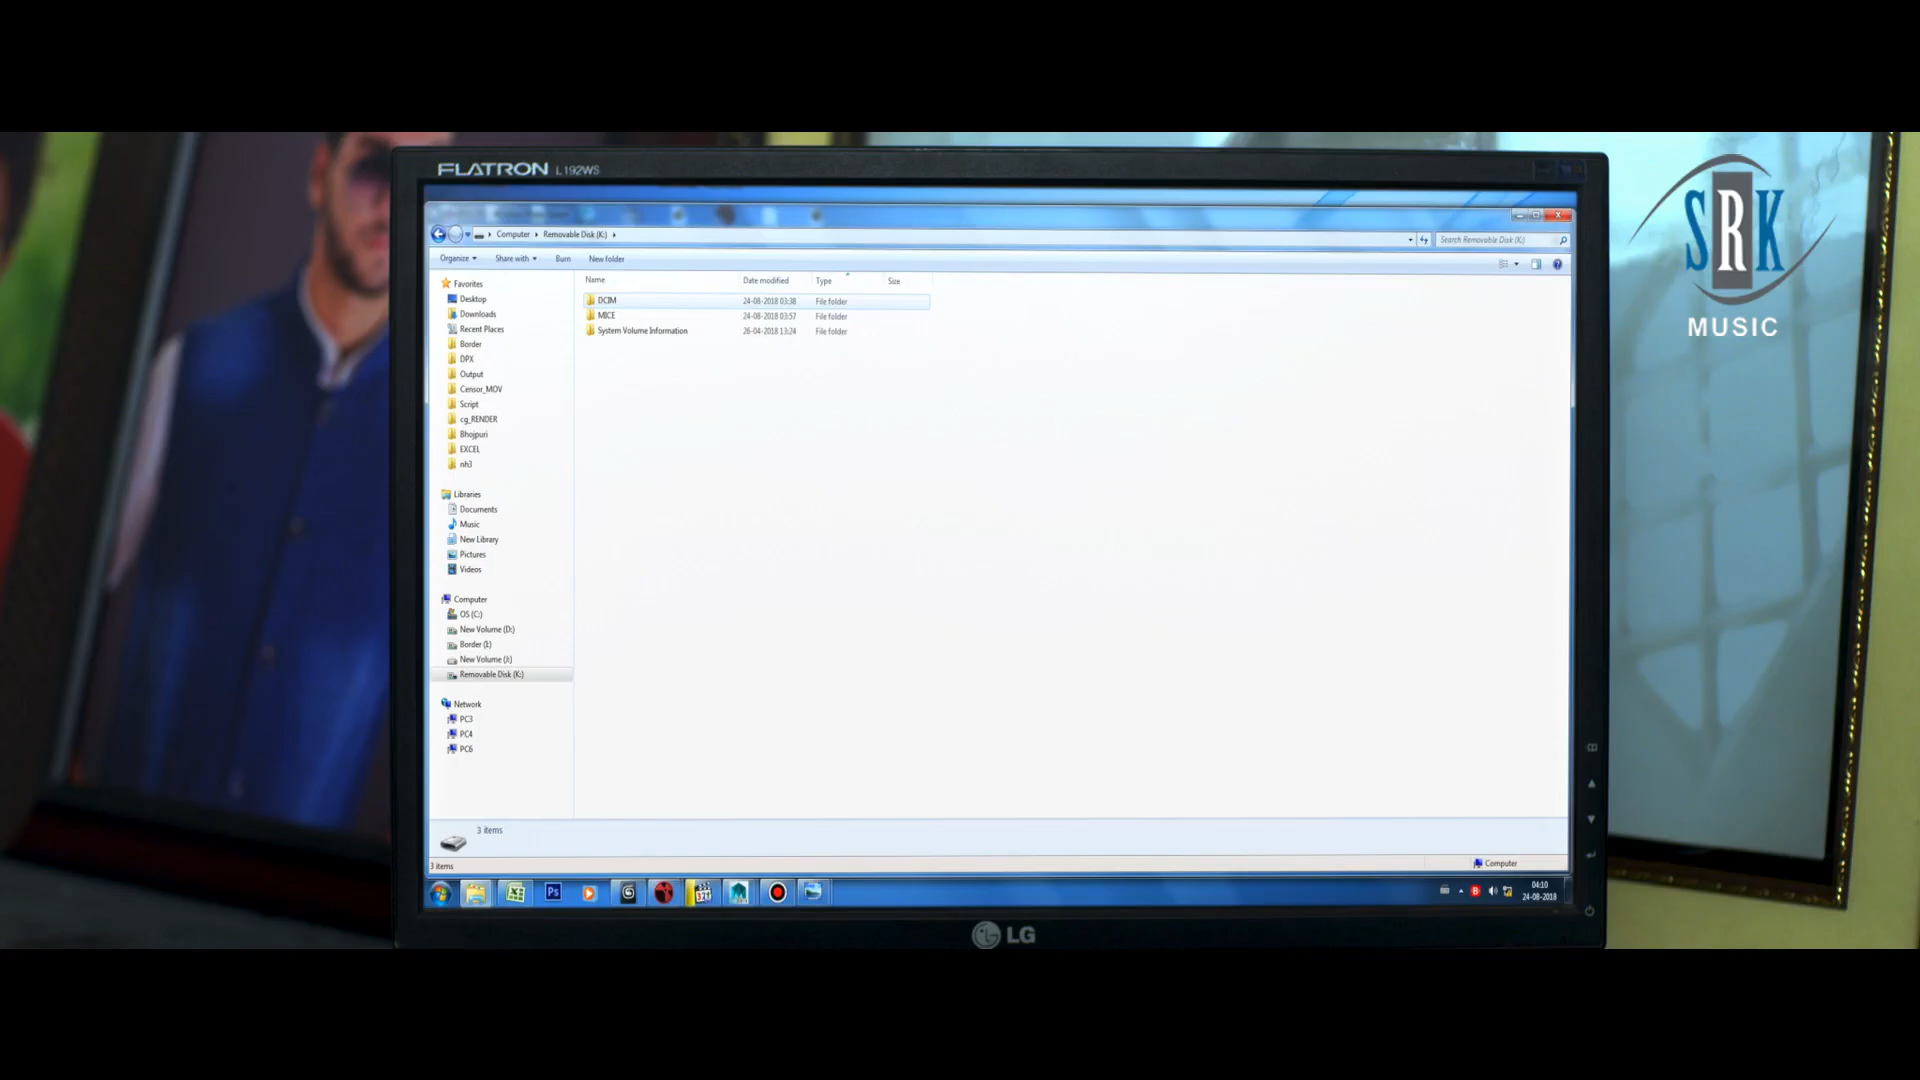 FLATRON L192WS
SRK
MUSIC
Computer Removable Disk (K:)
Search Removable Disk (K:)
Organize Share with Burn New folder
Name Date modified Type Size
DCIM 24-08-2018 03:38 File folder
MICE 24-08-2018 03:57 File folder
System Volume Information 26-04-2018 13:24 File folder
Favorites
Desktop
Downloads
Recent Places
Border
DPX
Output
Censor_MOV
Script
cg_RENDER
Bhojpuri
EXCEL
nh3
Libraries
Documents
Music
New Library
Pictures
Videos
Computer
OS (C:)
New Volume (D:)
Border (I:)
New Volume (J:)
Removable Disk (K:)
Network
PC3
PC4
PC6
3 items
3 items
Computer
Ps
B
04:10
24-08-2018
LG